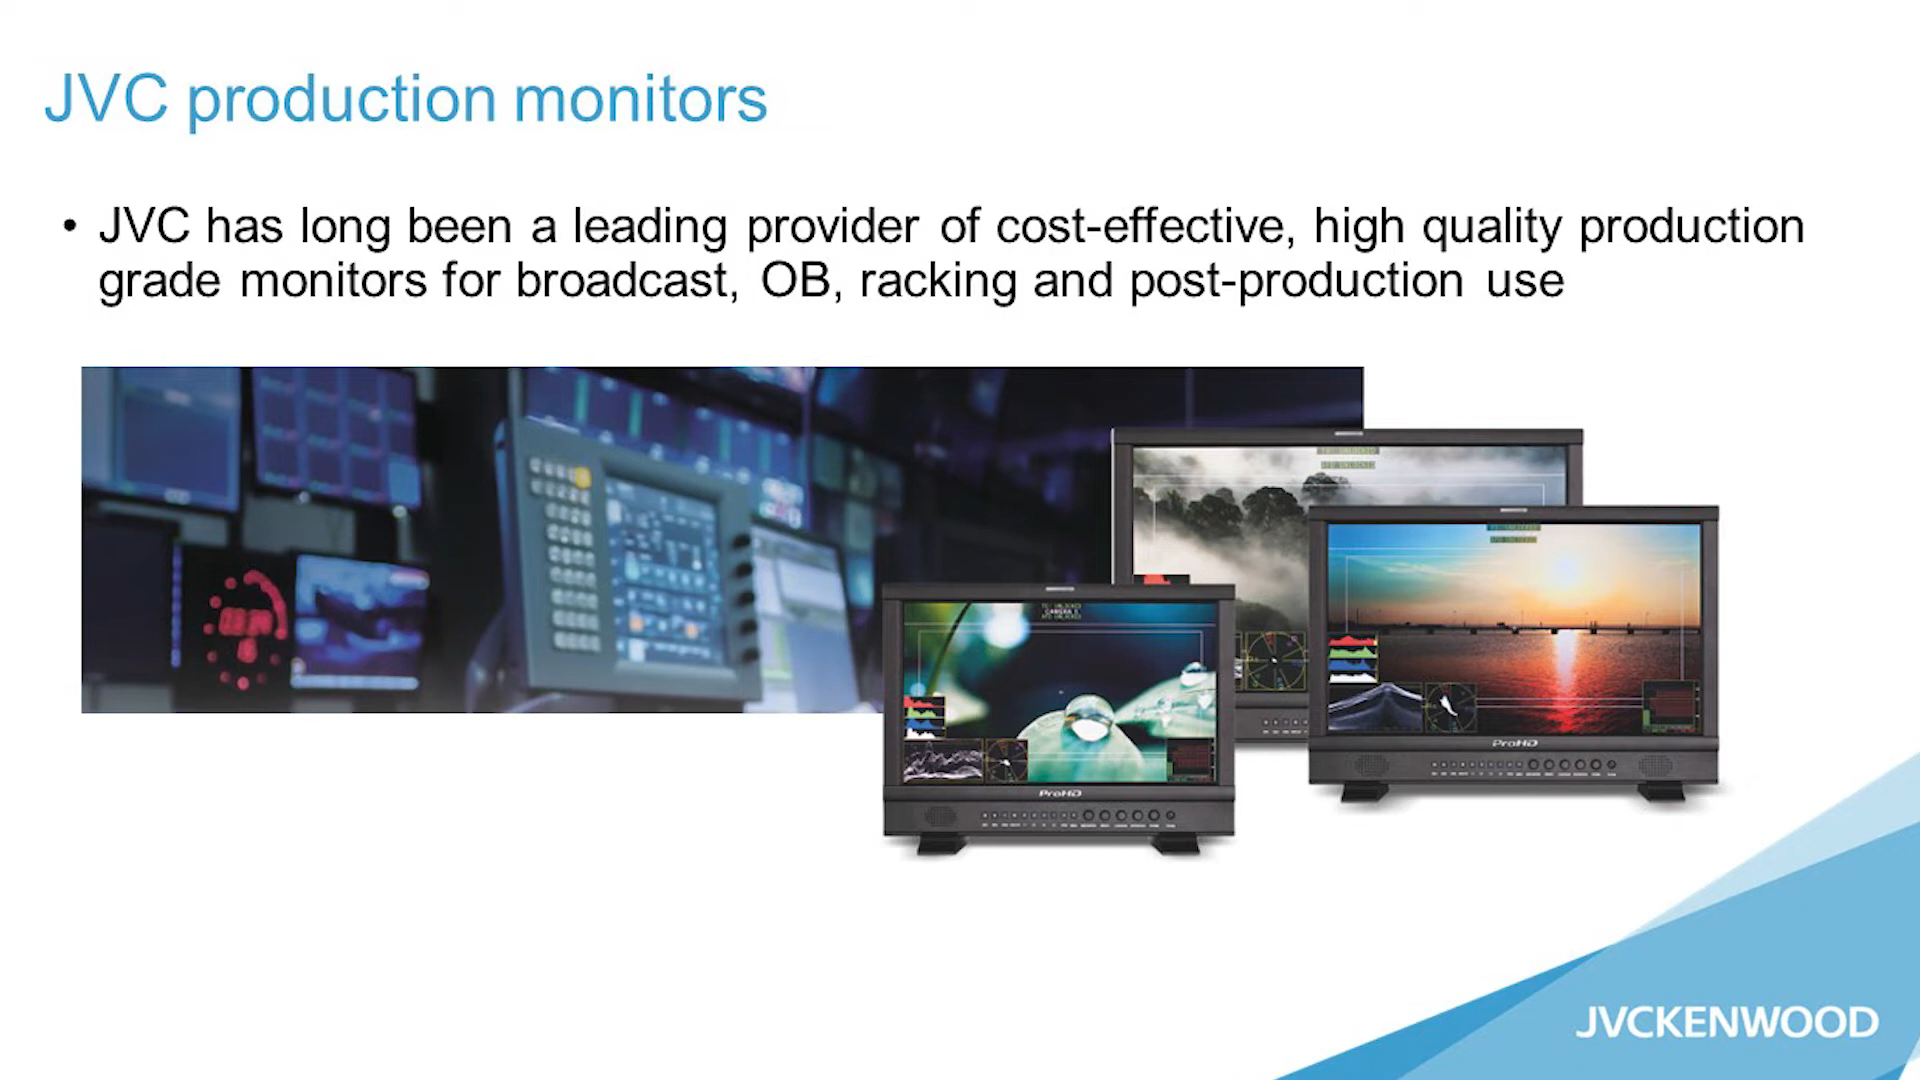 JVC production monitors
• JVC has long been a leading provider of cost-effective, high quality production
grade monitors for broadcast, OB, racking and post-production use
ProHD
ProHD
JVCKENWOOD